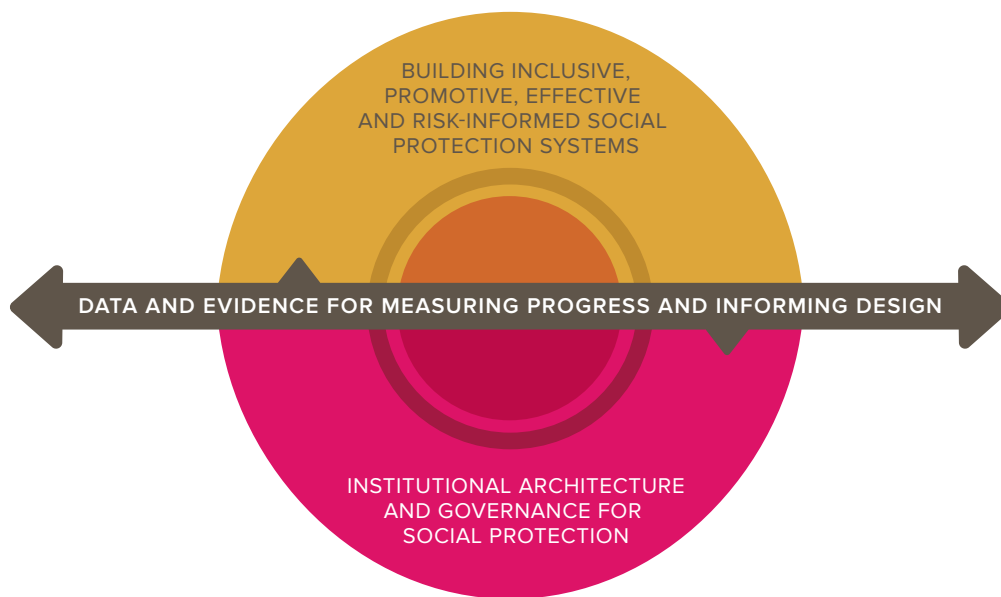 BUILDING INCLUSIVE,
PROMOTIVE, EFFECTIVE
AND RISK-INFORMED SOCIAL
PROTECTION SYSTEMS
DATA AND EVIDENCE FOR MEASURING PROGRESS AND INFORMING DESIGN
INSTITUTIONAL ARCHITECTURE
AND GOVERNANCE FOR
SOCIAL PROTECTION